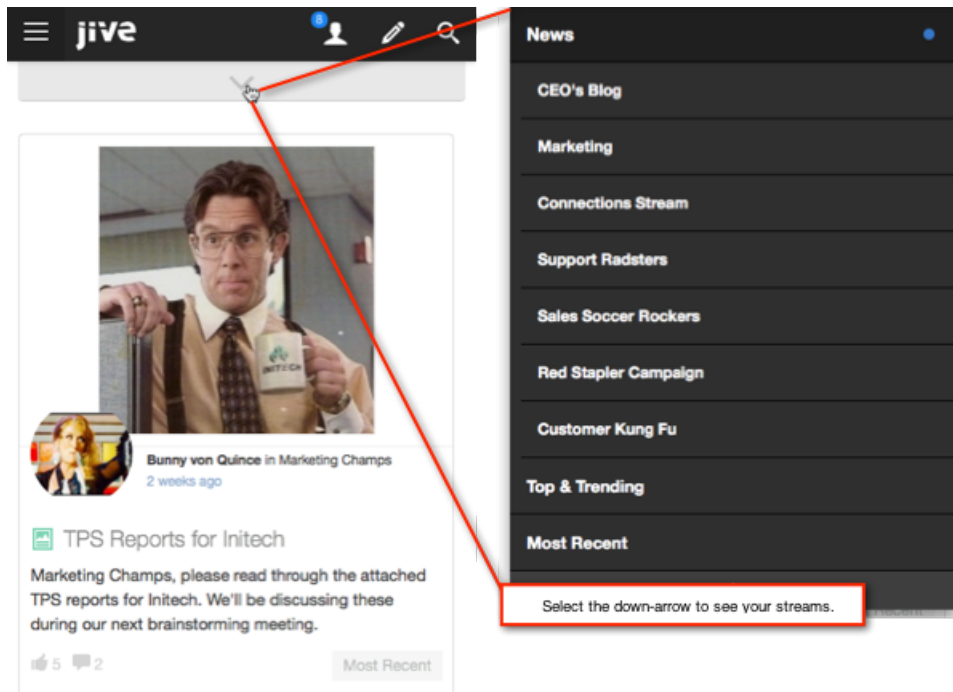 jive
8
INITECH
Bunny von Quince in Marketing Champs
2 weeks ago
TPS Reports for Initech
Marketing Champs, please read through the attached
TPS reports for Initech. We'll be discussing these
during our next brainstorming meeting.
5 2
Most Recent
News
CEO's Blog
Marketing
Connections Stream
Support Radsters
Sales Soccer Rockers
Red Stapler Campaign
Customer Kung Fu
Top & Trending
Most Recent
Select the down-arrow to see your streams.